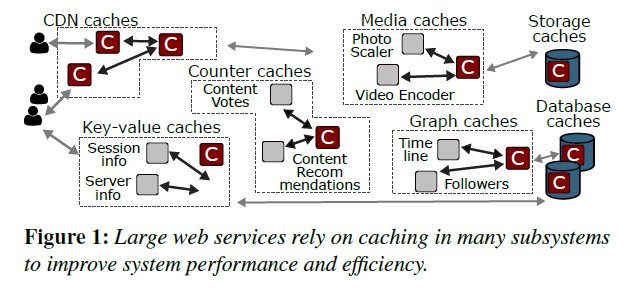 CDN caches
C
C
C
Media caches
Photo
Scaler
C
Video Encoder
Storage
caches
C
Counter caches
Content
Votes
C
Content
Recom
mendations
Key-value caches
Session
info
C
Server
info
Graph caches
Time
line
C
Followers
Database
caches
C
C
Figure 1: Large web services rely on caching in many subsystems
to improve system performance and efficiency.